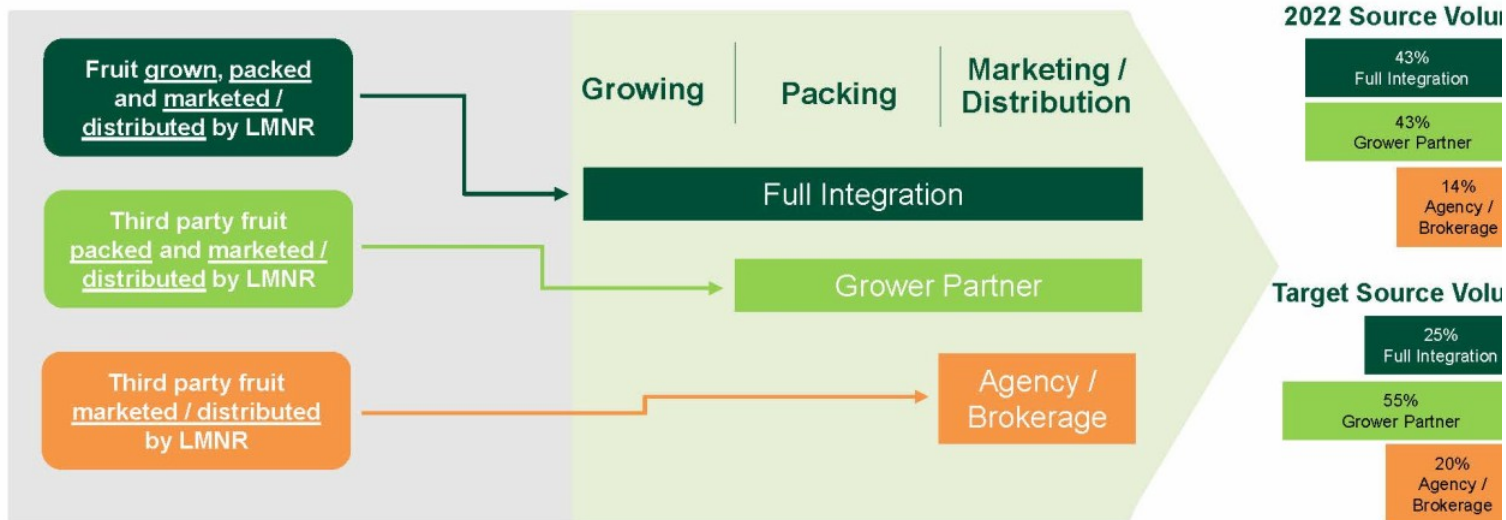 Fruit grown, packed
and marketed /
distributed by LMNR
Third party fruit
packed and marketed /
distributed by LMNR
Third party fruit
marketed / distributed
by LMNR
Growing
Packing
Marketing /
Distribution
Full Integration
Grower Partner
Agency /
Brokerage
2022 Source Volu
43%
Full Integration
43%
Grower Partner
14%
Agency /
Brokerage
Target Source Volu
25%
Full Integration
55%
Grower Partner
20%
Agency /
Brokerage